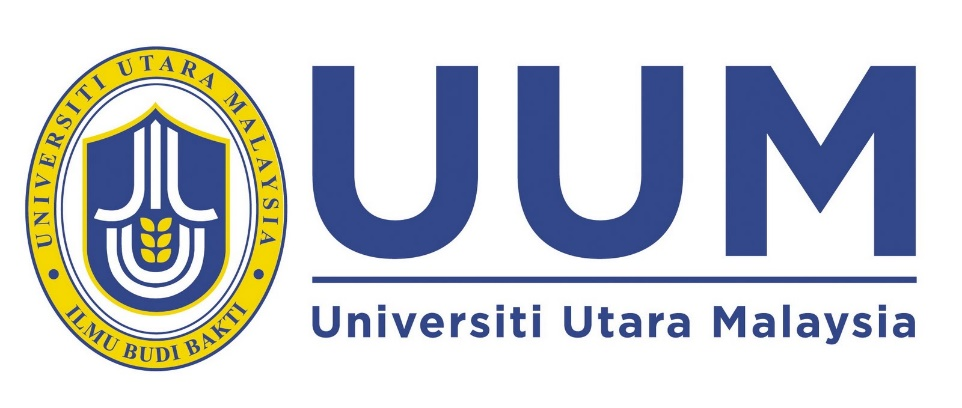 UNIVERSITI UTARA MALAYSIA
ILMU BUDI BAKTI
UUM
Universiti Utara Malaysia